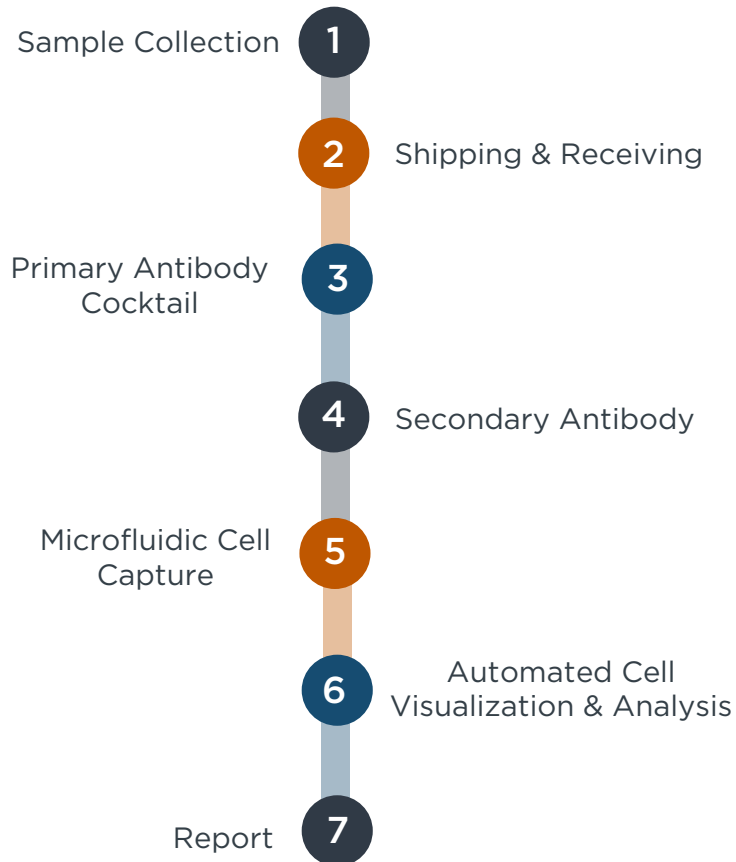 Sample Collection
1
2
Shipping & Receiving
Primary Antibody
Cocktail
3
4
Secondary Antibody
Microfluidic Cell
Capture
5
6
Automated Cell
Visualization & Analysis
Report
7